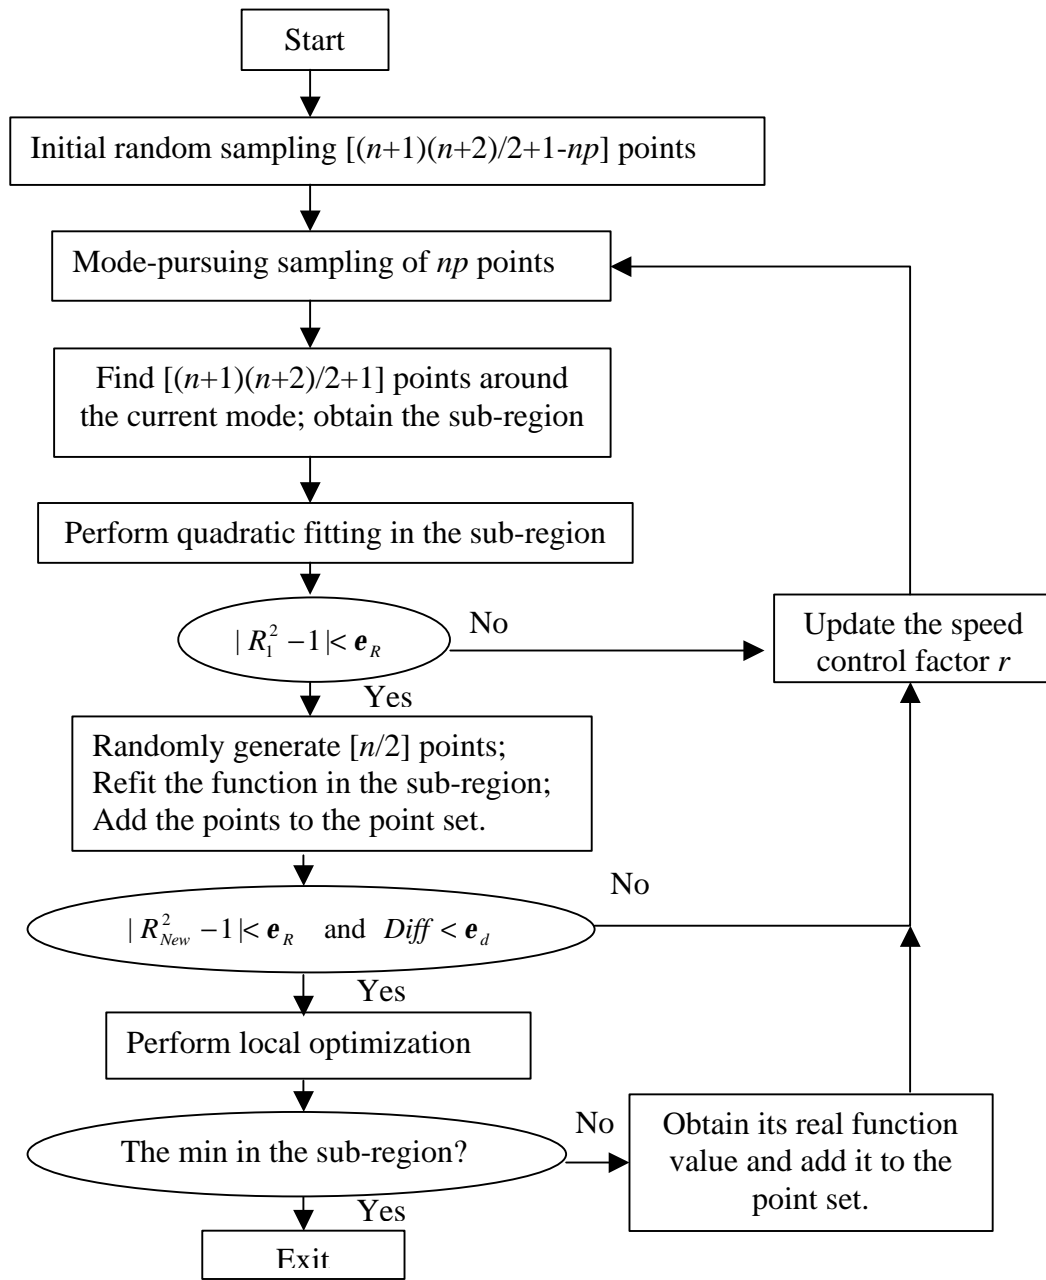 Start
Initial random sampling [(n+1)(n+2)/2+1-np] points
Mode-pursuing sampling of np points
Find [(n+1)(n+2)/2+1] points around
the current mode; obtain the sub-region
Perform quadratic fitting in the sub-region
| R₁² −1|< e_R
No
Update the speed
control factor r
Yes
Randomly generate [n/2] points;
Refit the function in the sub-region;
Add the points to the point set.
No
| R²_New −1|< e_R and Diff < e_d
Yes
Perform local optimization
The min in the sub-region?
No
Obtain its real function
value and add it to the
point set.
Yes
Exit